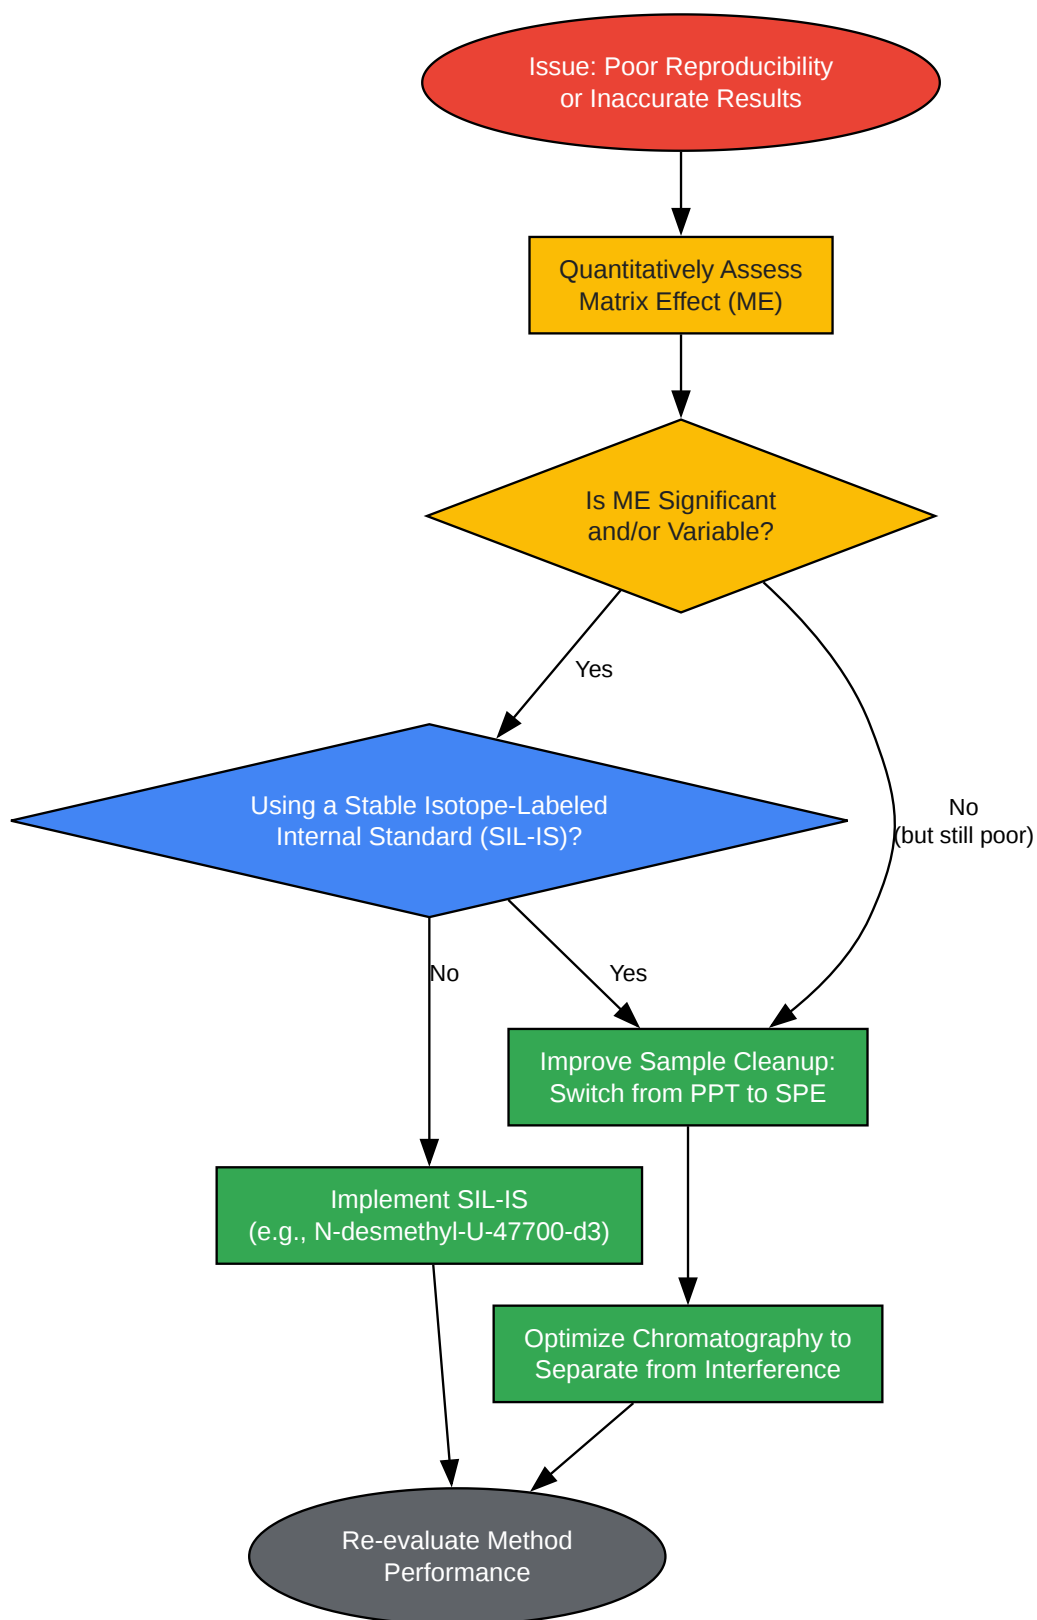 Issue: Poor Reproducibility
or Inaccurate Results
Quantitatively Assess
Matrix Effect (ME)
Is ME Significant
and/or Variable?
Yes
Using a Stable Isotope-Labeled
Internal Standard (SIL-IS)?
No
(but still poor)
No
Yes
Improve Sample Cleanup:
Switch from PPT to SPE
Implement SIL-IS
(e.g., N-desmethyl-U-47700-d3)
Optimize Chromatography to
Separate from Interference
Re-evaluate Method
Performance